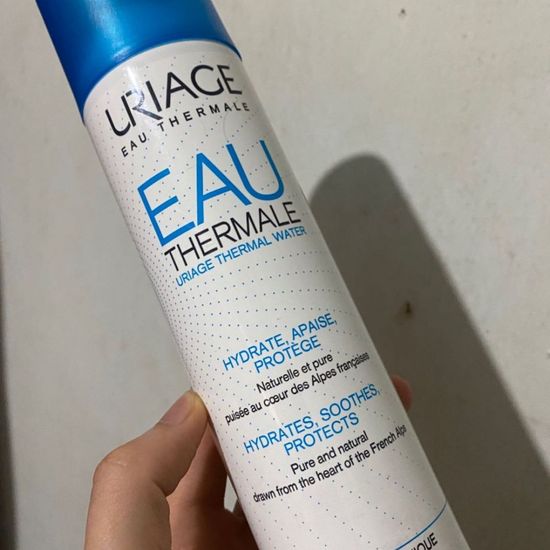 URIAGE
EAU THERMALE
EAU
THERMALE
URIAGE THERMAL WATER
HYDRATE, APAISE,
PROTÈGE
Naturelle et pure
puisée au cœur des Alpes françaises
HYDRATES, SOOTHES,
PROTECTS
Pure and natural
drawn from the heart of the French Alps